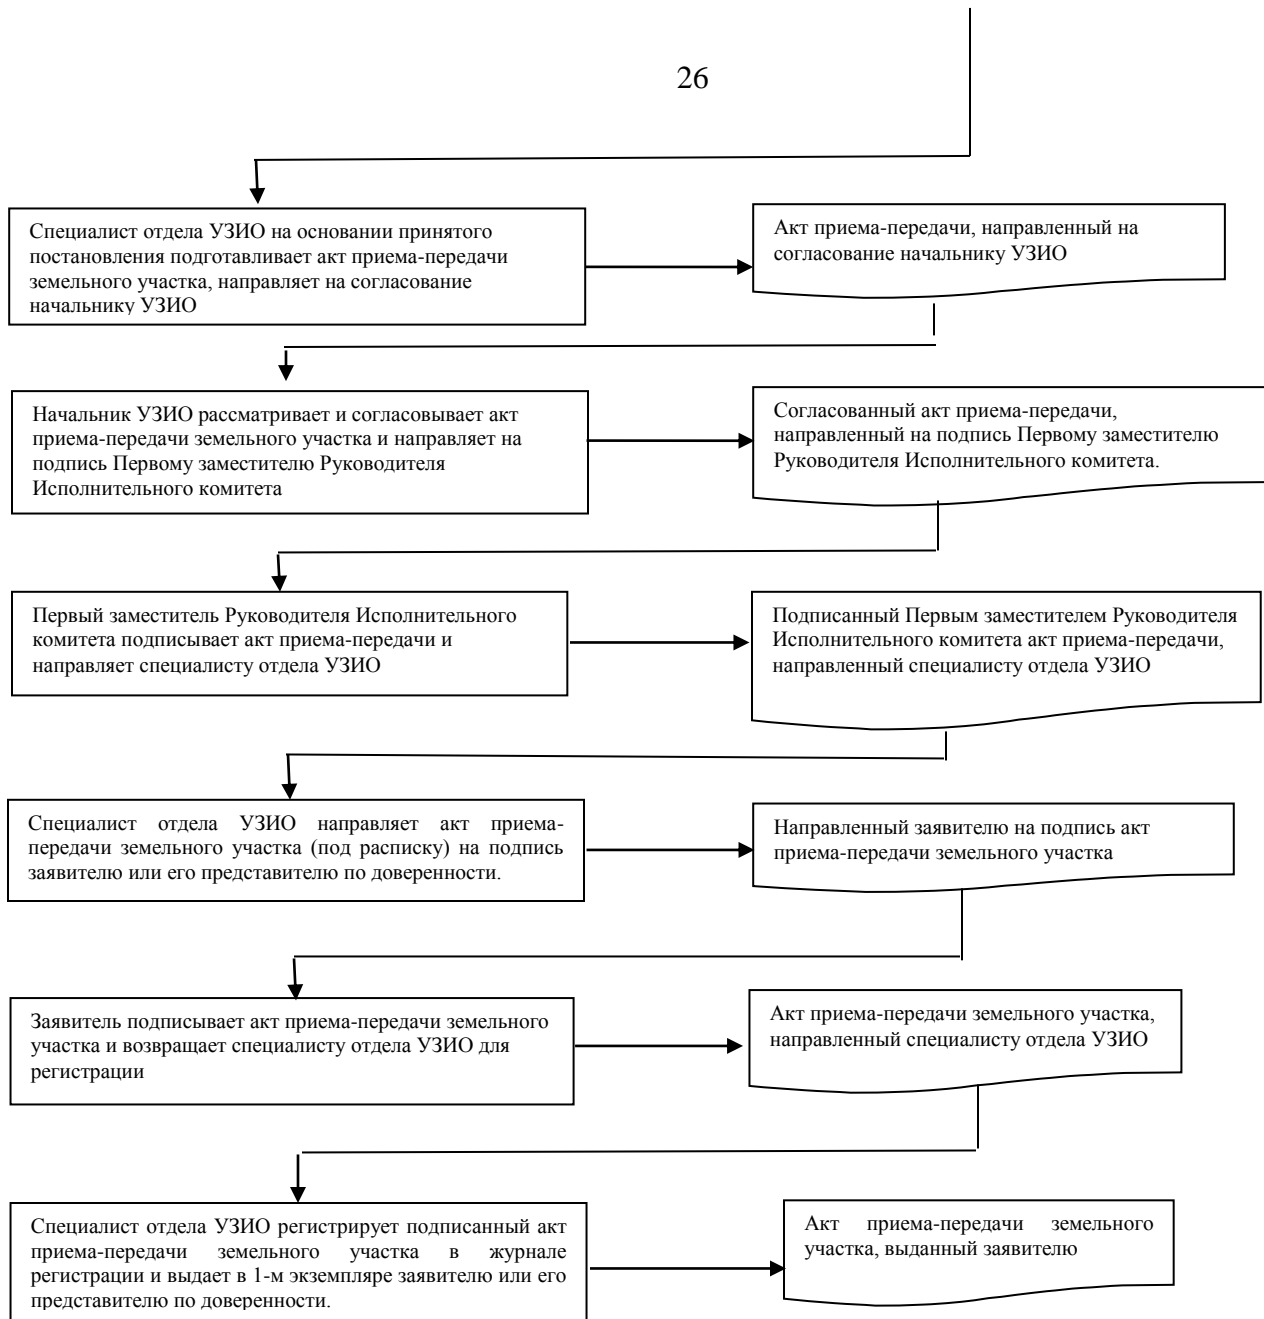 26
Специалист отдела УЗИО на основании принятого
постановления подготавливает акт приема-передачи
земельного участка, направляет на согласование
начальнику УЗИО
Акт приема-передачи, направленный на
согласование начальнику УЗИО
Начальник УЗИО рассматривает и согласовывает акт
приема-передачи земельного участка и направляет на
подпись Первому заместителю Руководителя
Исполнительного комитета
Согласованный акт приема-передачи,
направленный на подпись Первому заместителю
Руководителя Исполнительного комитета.
Первый заместитель Руководителя Исполнительного
комитета подписывает акт приема-передачи и
направляет специалисту отдела УЗИО
Подписанный Первым заместителем Руководителя
Исполнительного комитета акт приема-передачи,
направленный специалисту отдела УЗИО
Специалист отдела УЗИО направляет акт приема-
передачи земельного участка (под расписку) на подпись
заявителю или его представителю по доверенности.
Направленный заявителю на подпись акт
приема-передачи земельного участка
Заявитель подписывает акт приема-передачи земельного
участка и возвращает специалисту отдела УЗИО для
регистрации
Акт приема-передачи земельного участка,
направленный специалисту отдела УЗИО
Специалист отдела УЗИО регистрирует подписанный акт
приема-передачи земельного участка в журнале
регистрации и выдает в 1-м экземпляре заявителю или его
представителю по доверенности.
Акт приема-передачи земельного
участка, выданный заявителю